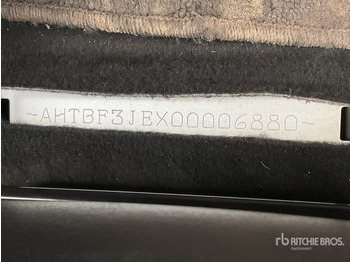 ~AHTBF3JEX00006880~
rb RITCHIE BROS.